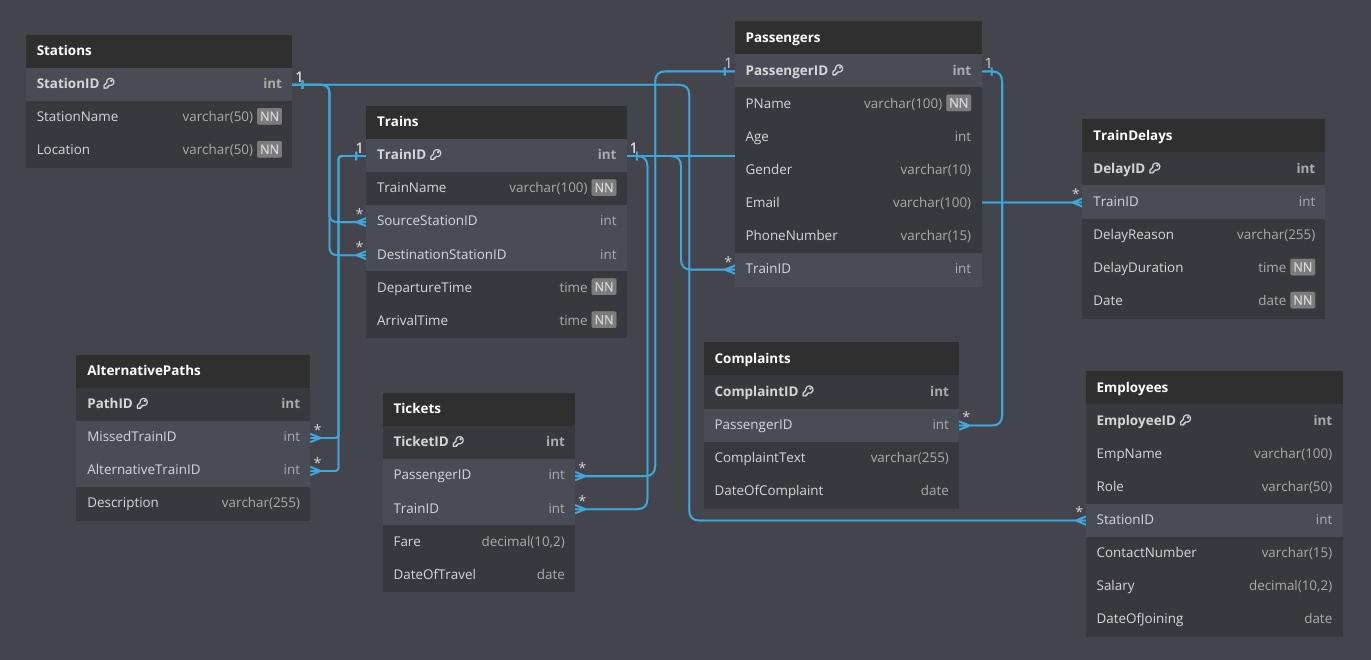 Stations
StationID int
StationName varchar(50) NN
Location varchar(50) NN
1
Trains
1 TrainID int 1
TrainName varchar(100) NN
* SourceStationID int
* DestinationStationID int
DepartureTime time NN
ArrivalTime time NN
Passengers
1 PassengerID int 1
PName varchar(100) NN
Age int
Gender varchar(10)
Email varchar(100)
PhoneNumber varchar(15)
* TrainID int
TrainDelays
DelayID int
* TrainID int
DelayReason varchar(255)
DelayDuration time NN
Date date NN
AlternativePaths
PathID int
MissedTrainID int *
AlternativeTrainID int *
Description varchar(255)
Tickets
TicketID int
PassengerID int *
TrainID int *
Fare decimal(10,2)
DateOfTravel date
Complaints
ComplaintID int
PassengerID int *
ComplaintText varchar(255)
DateOfComplaint date
Employees
EmployeeID int
EmpName varchar(100)
Role varchar(50)
* StationID int
ContactNumber varchar(15)
Salary decimal(10,2)
DateOfJoining date